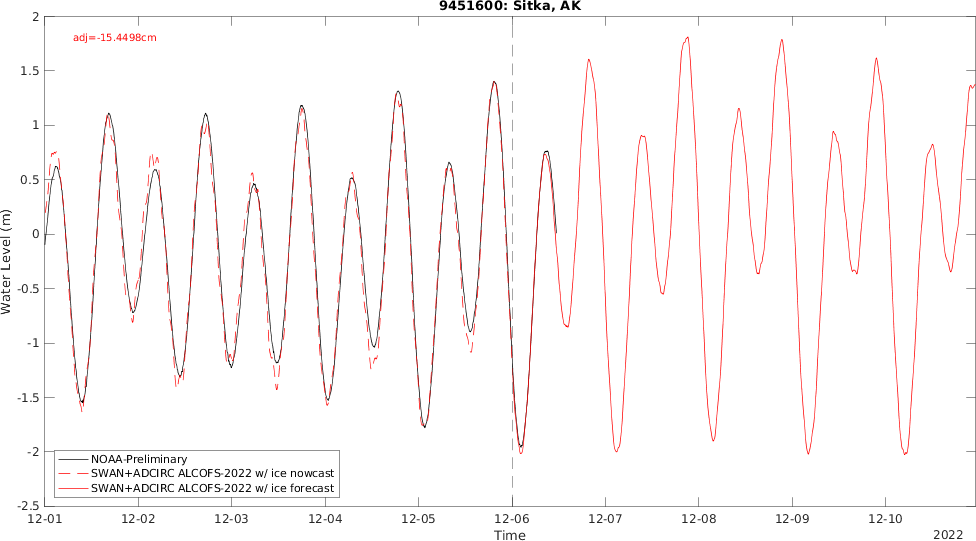 9451600: Sitka, AK
adj=-15.4498cm
Water Level (m)
2
1.5
1
0.5
0
-0.5
-1
-1.5
-2
-2.5
NOAA-Preliminary
SWAN+ADCIRC ALCOFS-2022 w/ ice nowcast
SWAN+ADCIRC ALCOFS-2022 w/ ice forecast
12-01 12-02 12-03 12-04 12-05 12-06 12-07 12-08 12-09 12-10
Time
2022